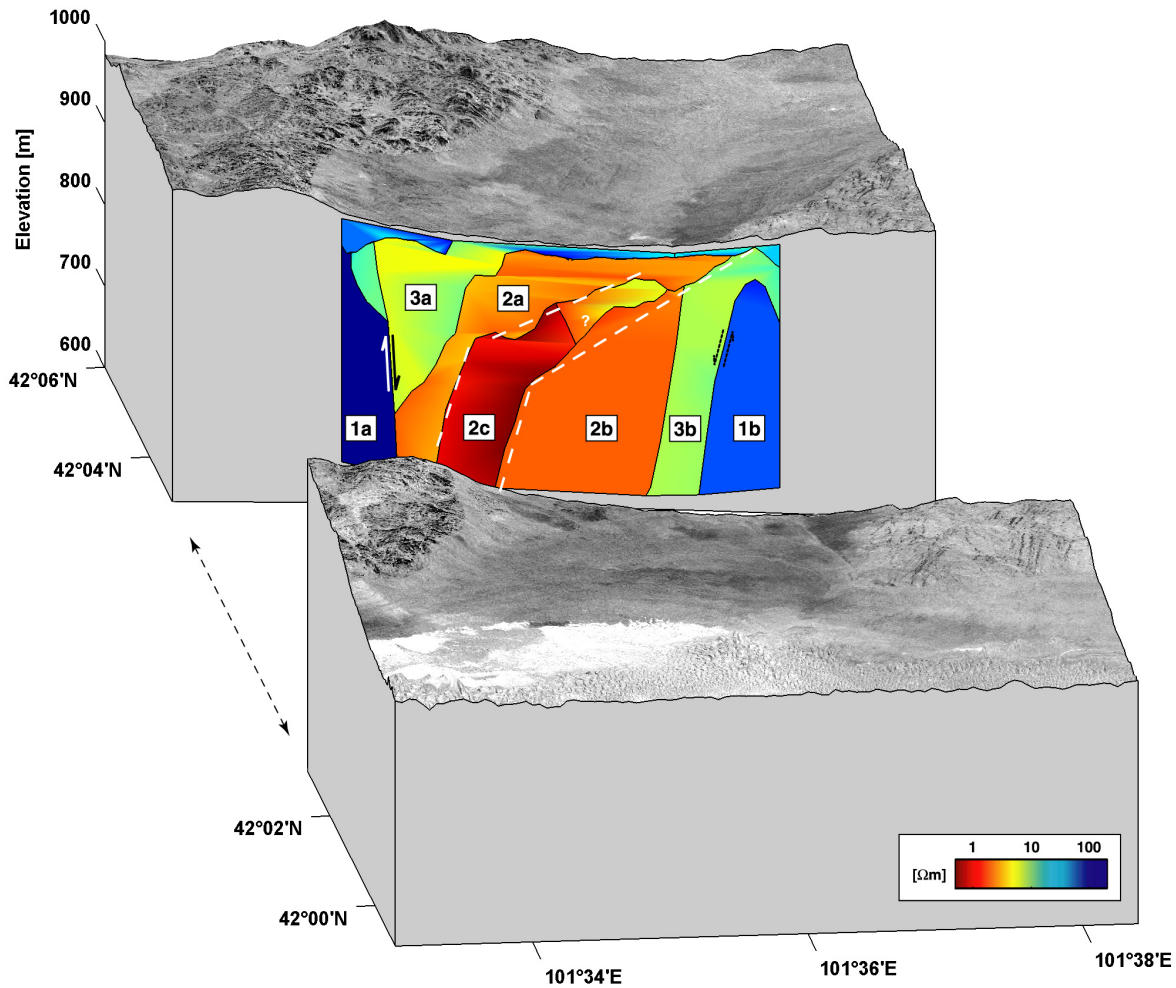 1000
900
800
700
600
Elevation [m]
42°06'N
42°04'N
42°02'N
42°00'N
3a
2a
?
1a
2c
2b
3b
1b
1 10 100
[Ωm]
101°34'E
101°36'E
101°38'E